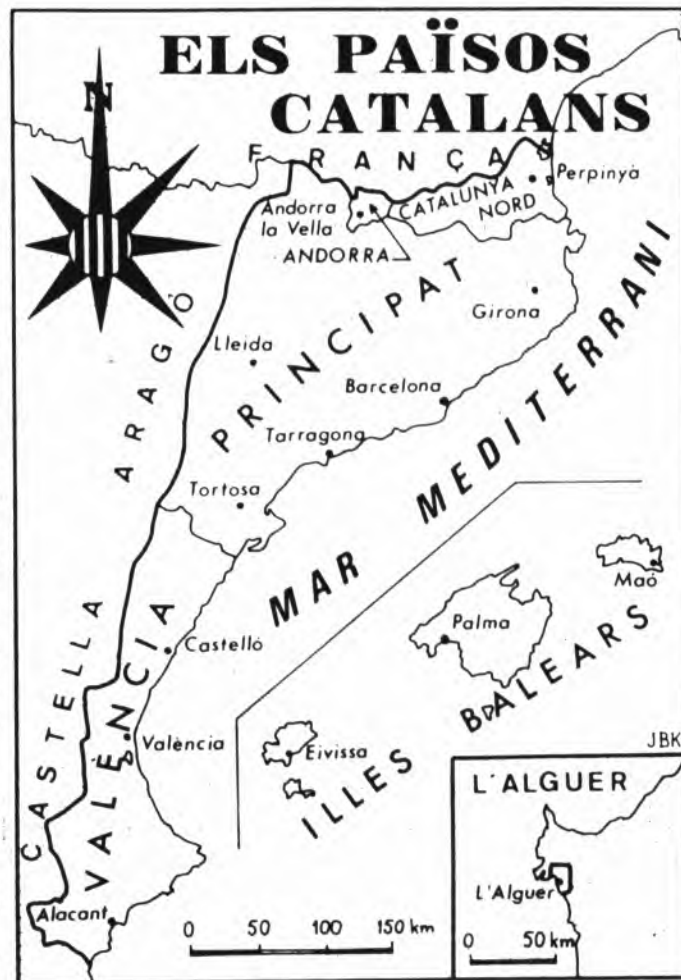 ELS PAÏSOS
CATALANS
N
FRANÇA
Perpinyà
CATALUNYA
NORD
Andorra
la Vella
ANDORRA
Girona
ARAGÓ
PRINCIPAT
Lleida
Barcelona
Tarragona
Tortosa
MAR MEDITERRANI
CASTELLA
VALÈNCIA
Castelló
València
Alacant
Maó
Palma
ILLES BALEARS
Eivissa
JBK
L'ALGUER
L'Alguer
0 50 100 150 km
0 50 km